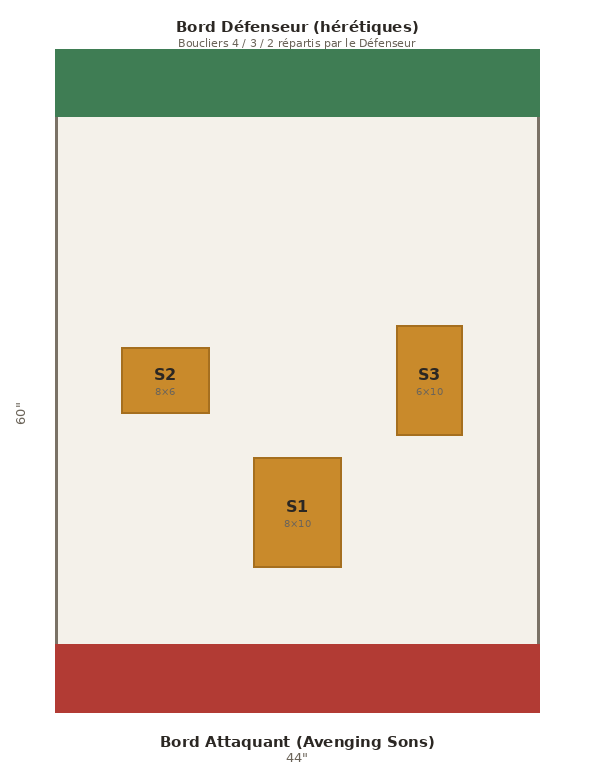 Bord Défenseur (hérétiques)
Boucliers 4 / 3 / 2 répartis par le Défenseur
S2
8×6
S3
6×10
60"
S1
8×10
Bord Attaquant (Avenging Sons)
44"